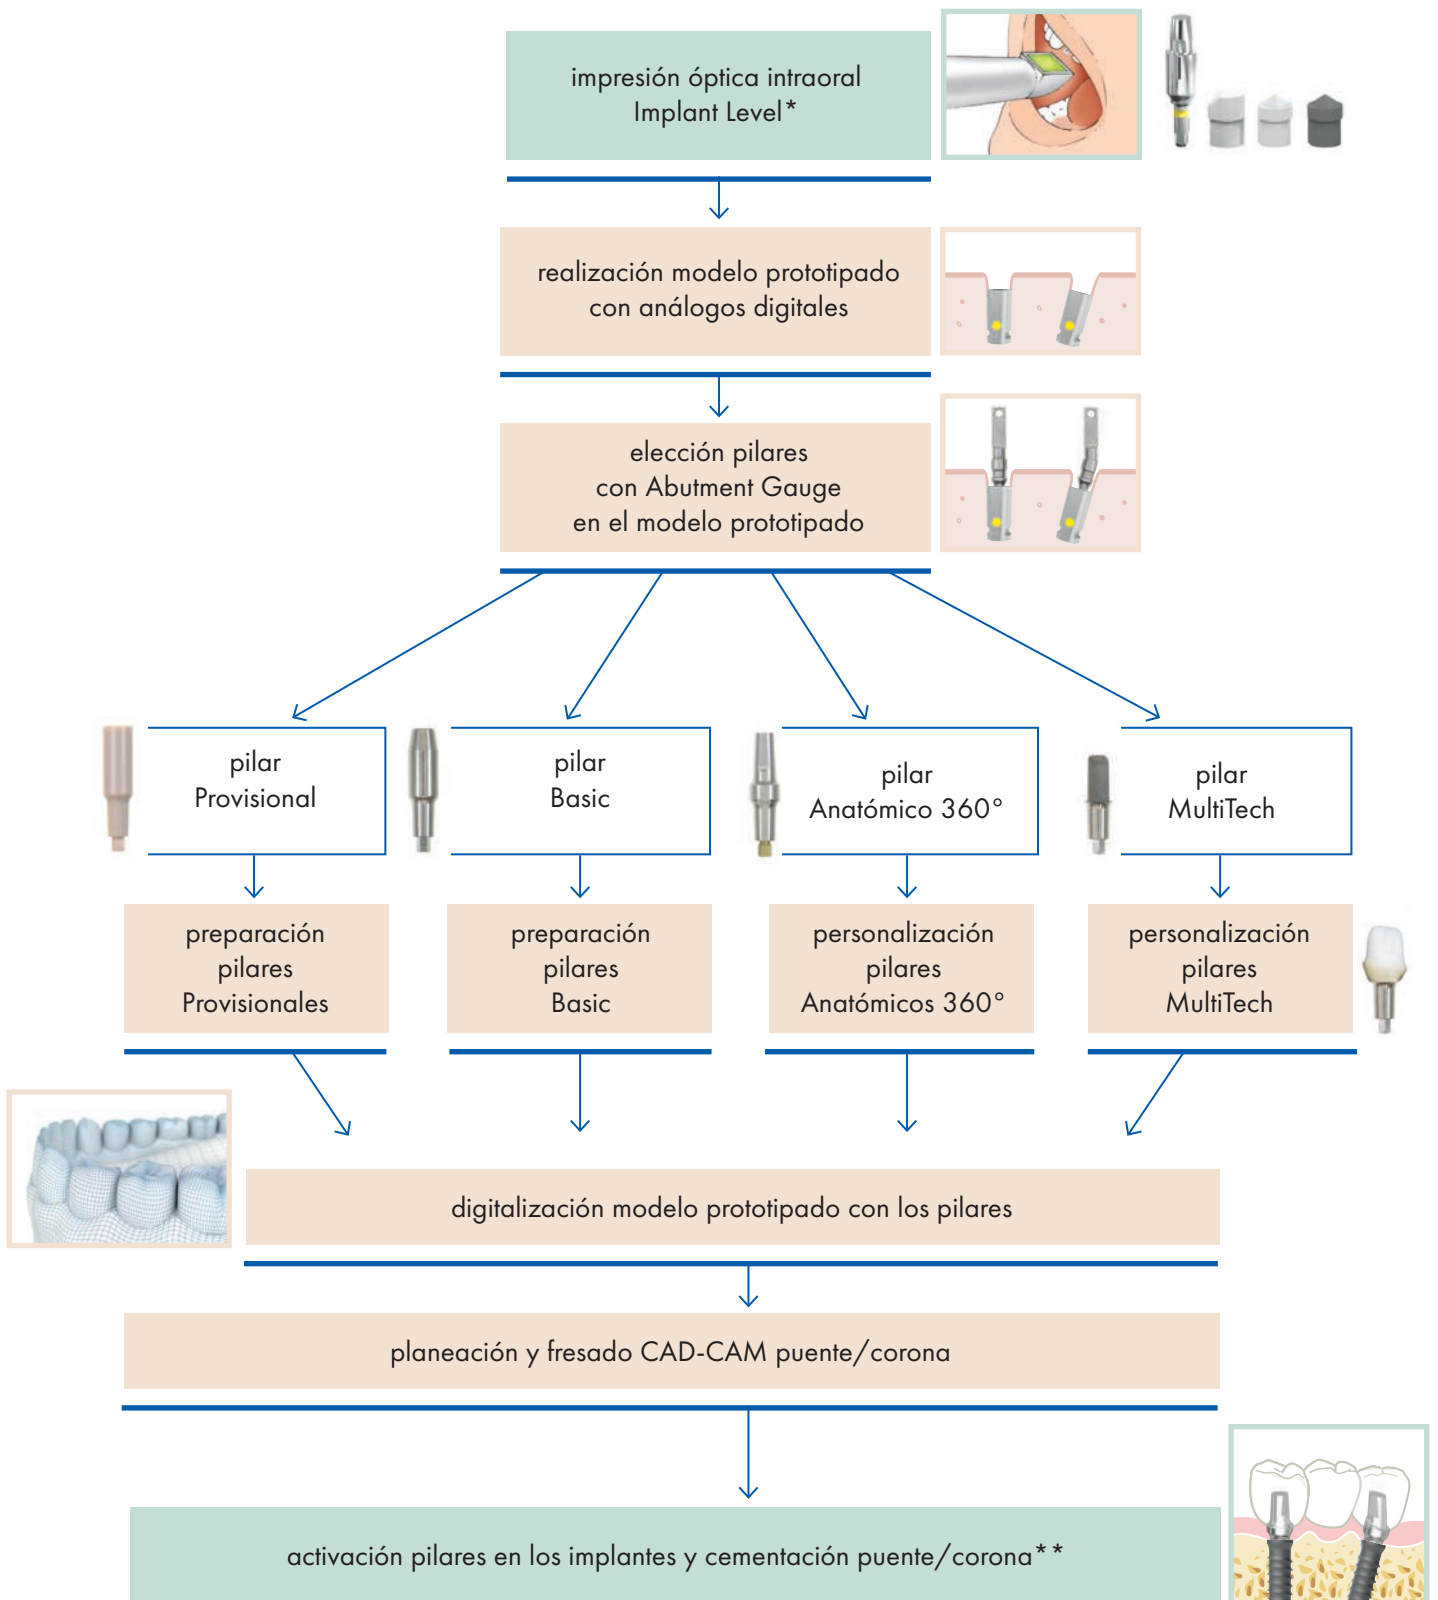 impresión óptica intraoral
Implant Level*
realización modelo prototipado
con análogos digitales
elección pilares
con Abutment Gauge
en el modelo prototipado
pilar
Provisional
pilar
Basic
pilar
Anatómico 360°
pilar
MultiTech
preparación
pilares
Provisionales
preparación
pilares
Basic
personalización
pilares
Anatómicos 360°
personalización
pilares
MultiTech
digitalización modelo prototipado con los pilares
planeación y fresado CAD-CAM puente/corona
activación pilares en los implantes y cementación puente/corona**